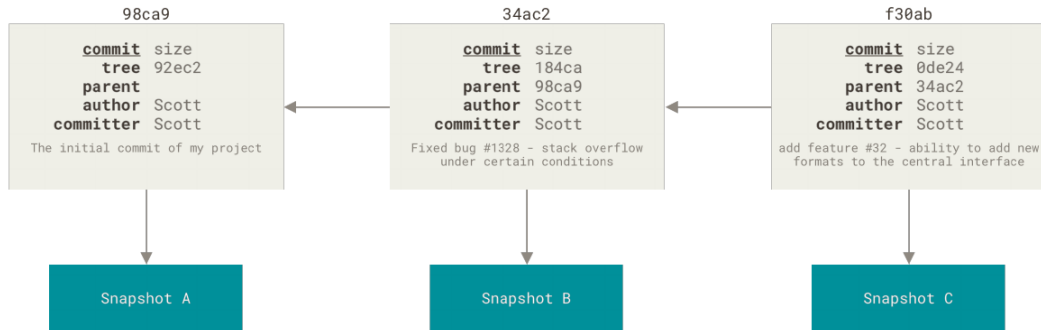 98ca9
commit size
tree 92ec2
parent
author Scott
committer Scott
The initial commit of my project
Snapshot A
34ac2
commit size
tree 184ca
parent 98ca9
author Scott
committer Scott
Fixed bug #1328 - stack overflow
under certain conditions
Snapshot B
f30ab
commit size
tree 0de24
parent 34ac2
author Scott
committer Scott
add feature #32 - ability to add new
formats to the central interface
Snapshot C